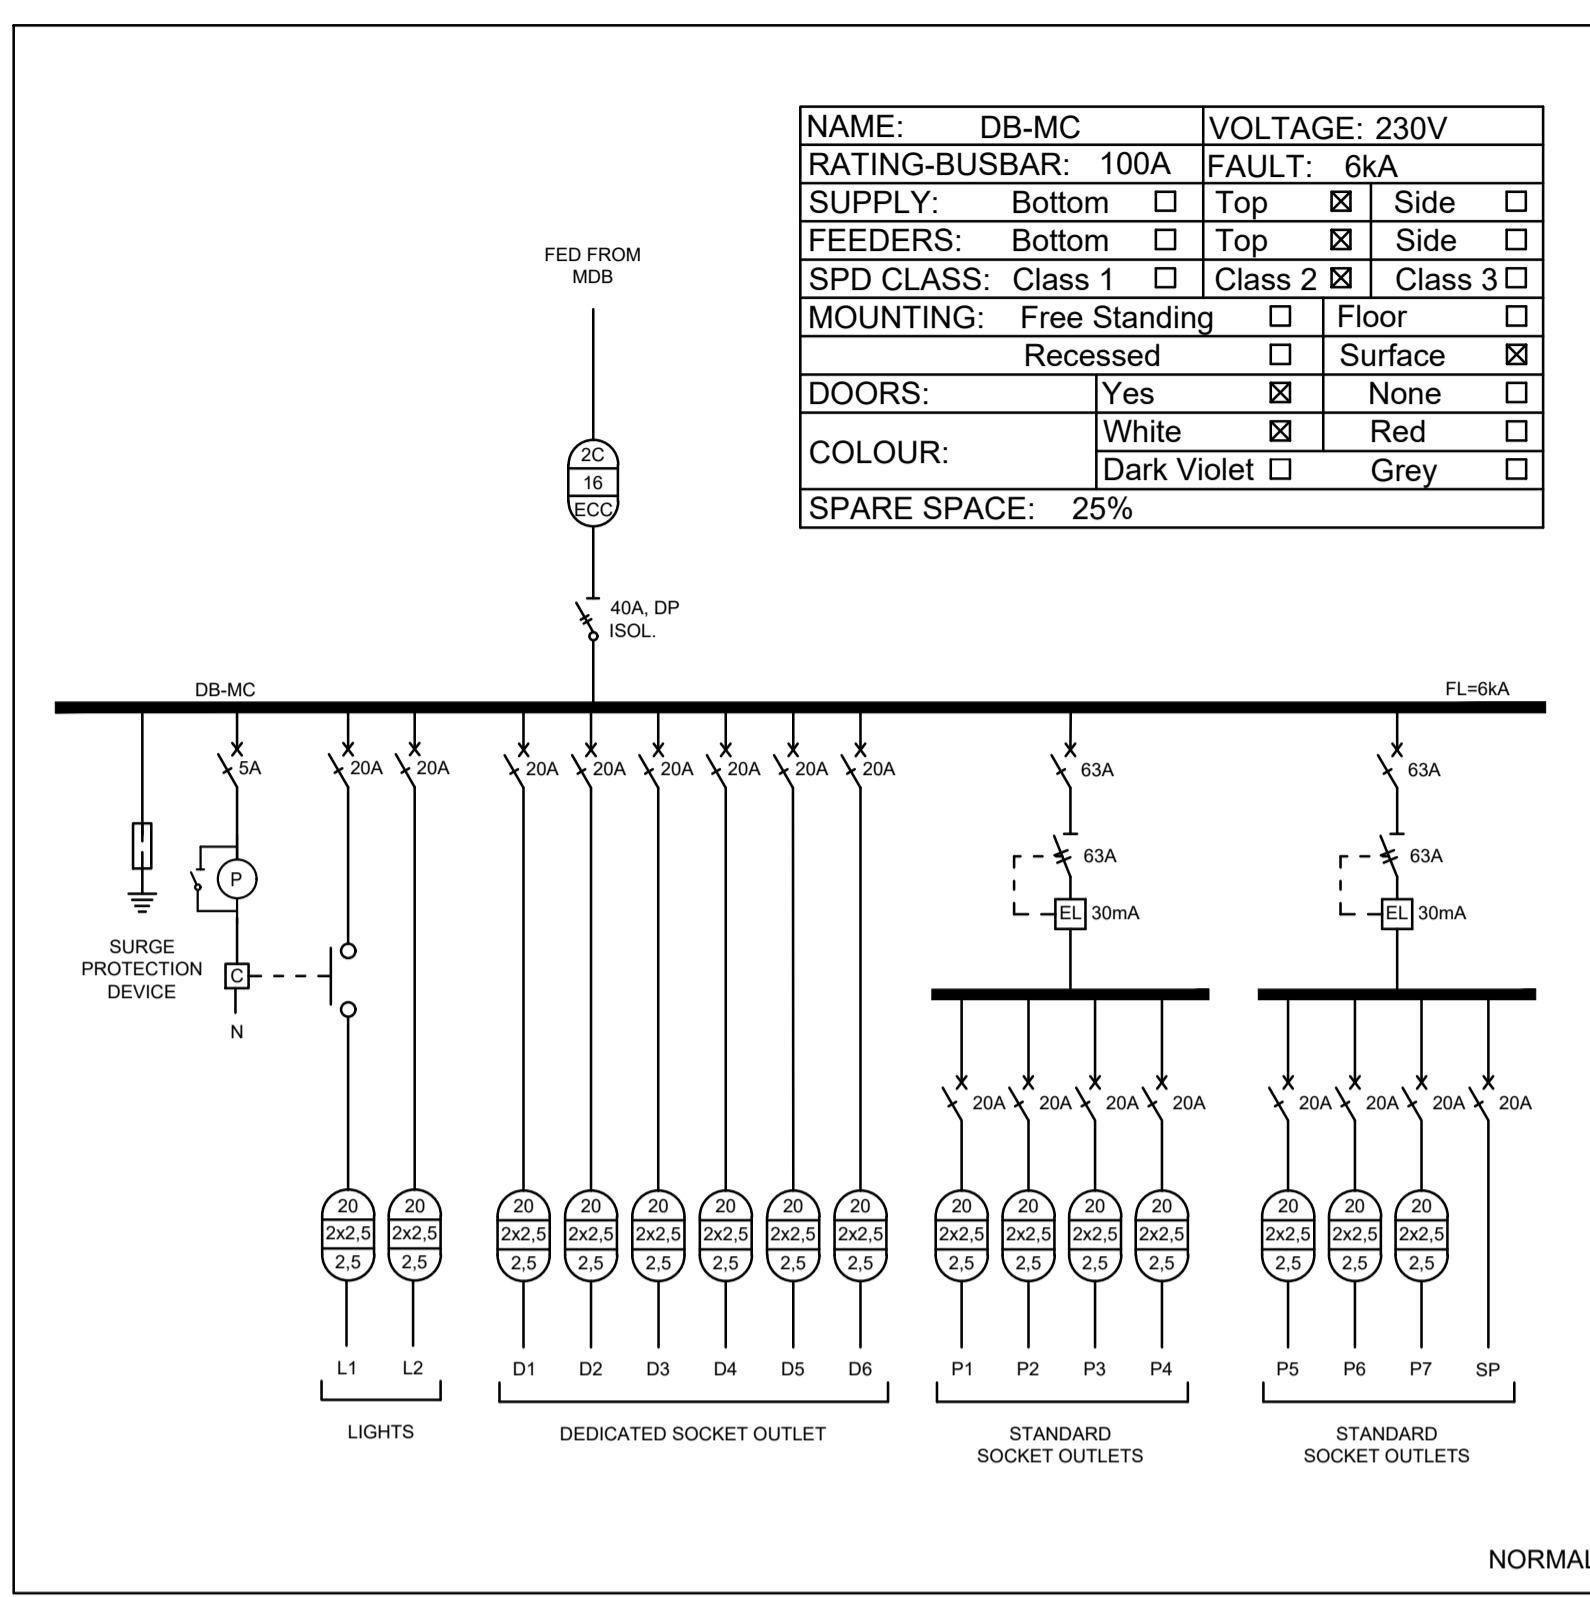 NAME: DB-MC VOLTAGE: 230V
RATING-BUSBAR: 100A FAULT: 6kA
SUPPLY: Bottom ☐ Top ☒ Side ☐
FEEDERS: Bottom ☐ Top ☒ Side ☐
SPD CLASS: Class 1 ☐ Class 2 ☒ Class 3 ☐
MOUNTING: Free Standing ☐ Floor ☐
Recessed ☐ Surface ☒
DOORS: Yes ☒ None ☐
COLOUR: White ☒ Red ☐
Dark Violet ☐ Grey ☐
SPARE SPACE: 25%
FED FROM
MDB
2C
16
ECC
40A, DP
ISOL.
DB-MC FL=6kA
5A 20A 20A 20A 20A 20A 20A 20A 20A 63A 63A
P 63A 63A
EL 30mA EL 30mA
SURGE
PROTECTION
DEVICE
C
N
20A 20A 20A 20A 20A 20A 20A 20A
20 20 20 20 20 20 20 20 20 20 20 20 20 20 20
2x2,5 2x2,5 2x2,5 2x2,5 2x2,5 2x2,5 2x2,5 2x2,5 2x2,5 2x2,5 2x2,5 2x2,5 2x2,5 2x2,5 2x2,5
2,5 2,5 2,5 2,5 2,5 2,5 2,5 2,5 2,5 2,5 2,5 2,5 2,5 2,5 2,5
L1 L2 D1 D2 D3 D4 D5 D6 P1 P2 P3 P4 P5 P6 P7 SP
LIGHTS
DEDICATED SOCKET OUTLET
STANDARD
SOCKET OUTLETS
STANDARD
SOCKET OUTLETS
NORMAL